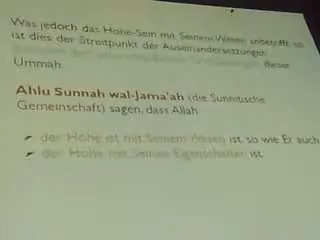 Was jedoch das Hohe-Sein mit Seinem Wesen anbetrifft, so
ist dies der Streitpunkt der Auseinandersetzungen
dieser
Ummah.
Ahlu Sunnah wal-Jama'ah (die Sunnitische
Gemeinschaft) sagen, dass Allah
der Hohe ist mit Seinem Wesen ist, so wie Er auch
der Hohe mit Seinen Eigenschaften ist.